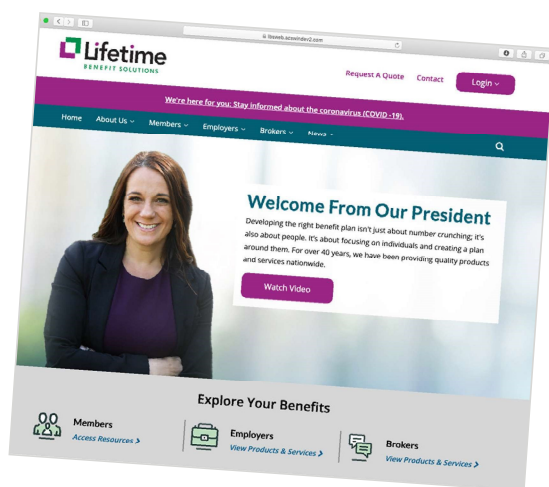 lbsweb.acswindev2.com
Lifetime
BENEFIT SOLUTIONS
Request A Quote Contact Login
We're here for you: Stay informed about the coronavirus (COVID -19).
Home About Us Members Employers Brokers News
Welcome From Our President
Developing the right benefit plan isn't just about number crunching; it's
also about people. It's about focusing on individuals and creating a plan
around them. For over 40 years, we have been providing quality products
and services nationwide.
Watch Video
Explore Your Benefits
Members
Access Resources >
Employers
View Products & Services >
Brokers
View Products & Services >